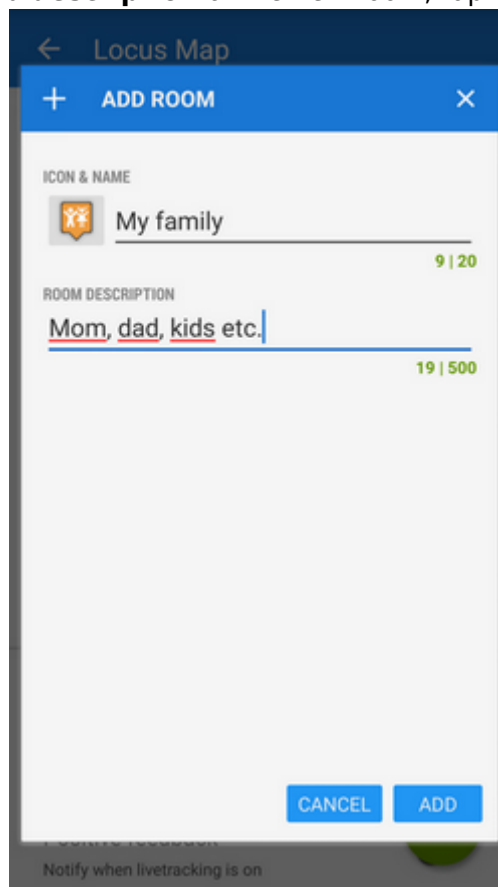 ← Locus Map
+ ADD ROOM ×
ICON & NAME
My family
9 | 20
ROOM DESCRIPTION
Mom, dad, kids etc.
19 | 500
CANCEL ADD
Notify when livetracking is on